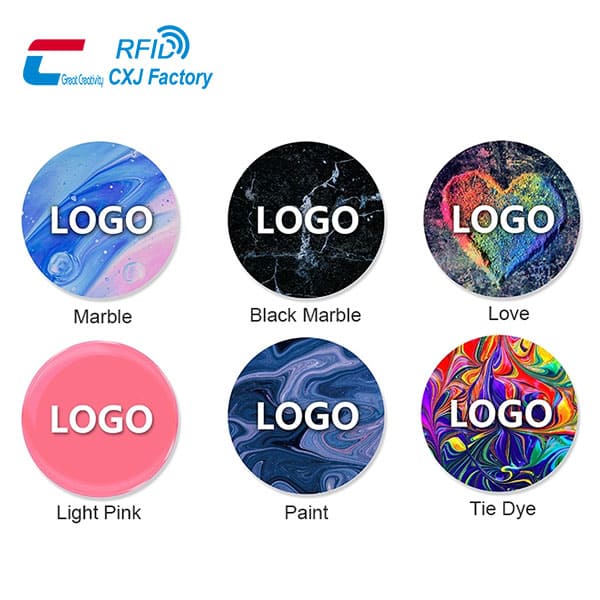 RFID
Great Creativity
CXJ Factory
LOGO
LOGO
LOGO
Marble
Black Marble
Love
LOGO
LOGO
LOGO
Light Pink
Paint
Tie Dye